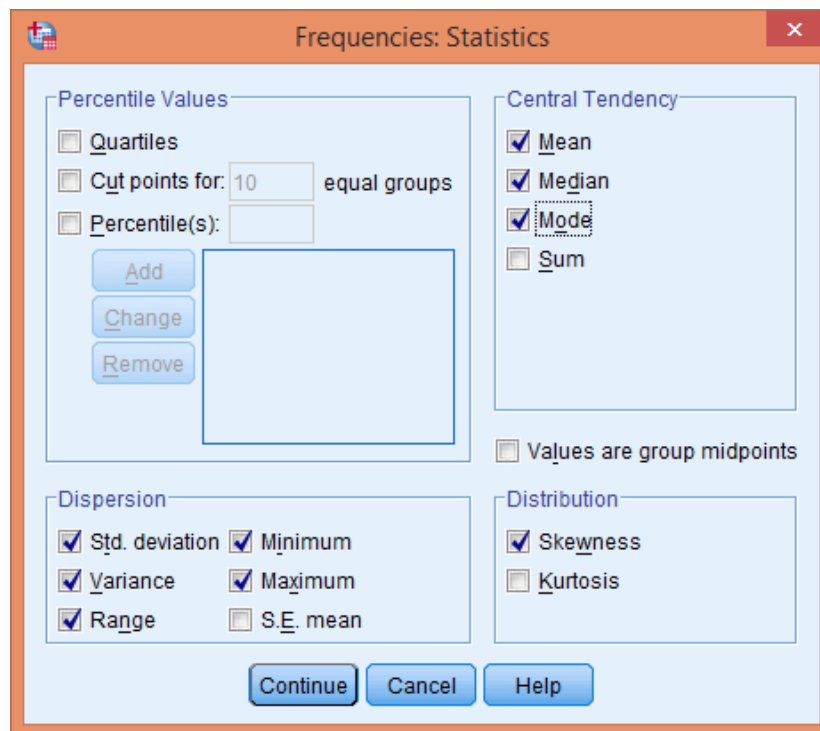 Frequencies: Statistics
Percentile Values
Quartiles
Cut points for: 10 equal groups
Percentile(s):
Add
Change
Remove
Central Tendency
Mean
Median
Mode
Sum
Values are group midpoints
Dispersion
Std. deviation Minimum
Variance Maximum
Range S.E. mean
Distribution
Skewness
Kurtosis
Continue Cancel Help